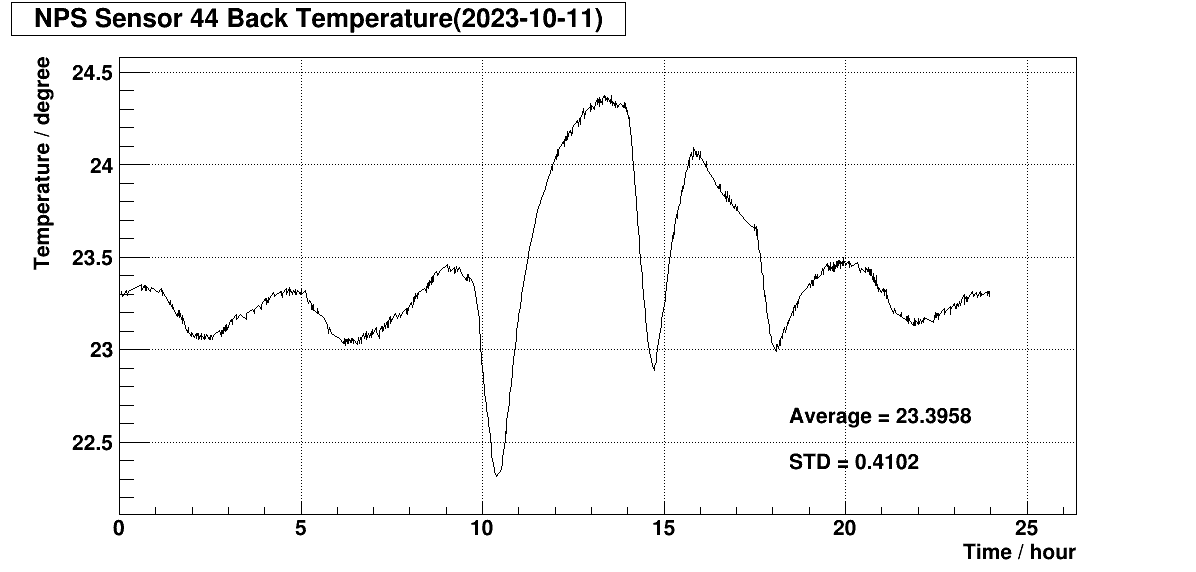 NPS Sensor 44 Back Temperature(2023-10-11)
Temperature / degree
24.5
24
23.5
23
22.5
Average = 23.3958
STD = 0.4102
0 5 10 15 20 25
Time / hour